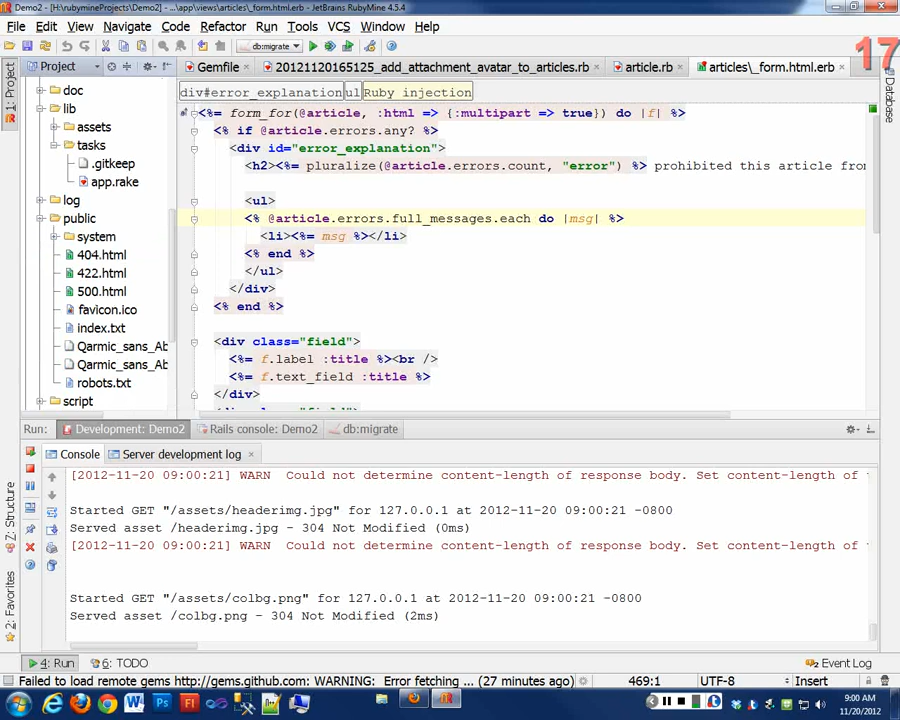 Demo2 - [H:\rubymineProjects\Demo2] - ...\app\views\articles\_form.html.erb - JetBrains RubyMine 4.5.4
File Edit View Navigate Code Refactor Run Tools VCS Window Help
db:migrate
17
1: Project
Project
Gemfile
20121120165125_add_attachment_avatar_to_articles.rb
article.rb
articles\_form.html.erb
Database
div#error_explanation ul Ruby injection
doc
lib
assets
tasks
.gitkeep
app.rake
log
public
system
404.html
422.html
500.html
favicon.ico
index.txt
Qarmic_sans_Ab
Qarmic_sans_Ab
robots.txt
script
<%= form_for(@article, :html => {:multipart => true}) do |f| %>
<% if @article.errors.any? %>
<div id="error_explanation">
<h2><%= pluralize(@article.errors.count, "error") %> prohibited this article from
<ul>
<% @article.errors.full_messages.each do |msg| %>
<li><%= msg %></li>
<% end %>
</ul>
</div>
<% end %>
<div class="field">
<%= f.label :title %><br />
<%= f.text_field :title %>
</div>
Run: Development: Demo2 Rails console: Demo2 db:migrate
Console Server development log
[2012-11-20 09:00:21] WARN Could not determine content-length of response body. Set content-length of
Started GET "/assets/headerimg.jpg" for 127.0.0.1 at 2012-11-20 09:00:21 -0800
Served asset /headerimg.jpg - 304 Not Modified (0ms)
[2012-11-20 09:00:21] WARN Could not determine content-length of response body. Set content-length of
Started GET "/assets/colbg.png" for 127.0.0.1 at 2012-11-20 09:00:21 -0800
Served asset /colbg.png - 304 Not Modified (2ms)
Z: Structure
2: Favorites
4: Run 6: TODO
Event Log
Failed to load remote gems http://gems.github.com: WARNING: Error fetching ... (27 minutes ago)
469:1 UTF-8 Insert
9:00 AM
11/20/2012